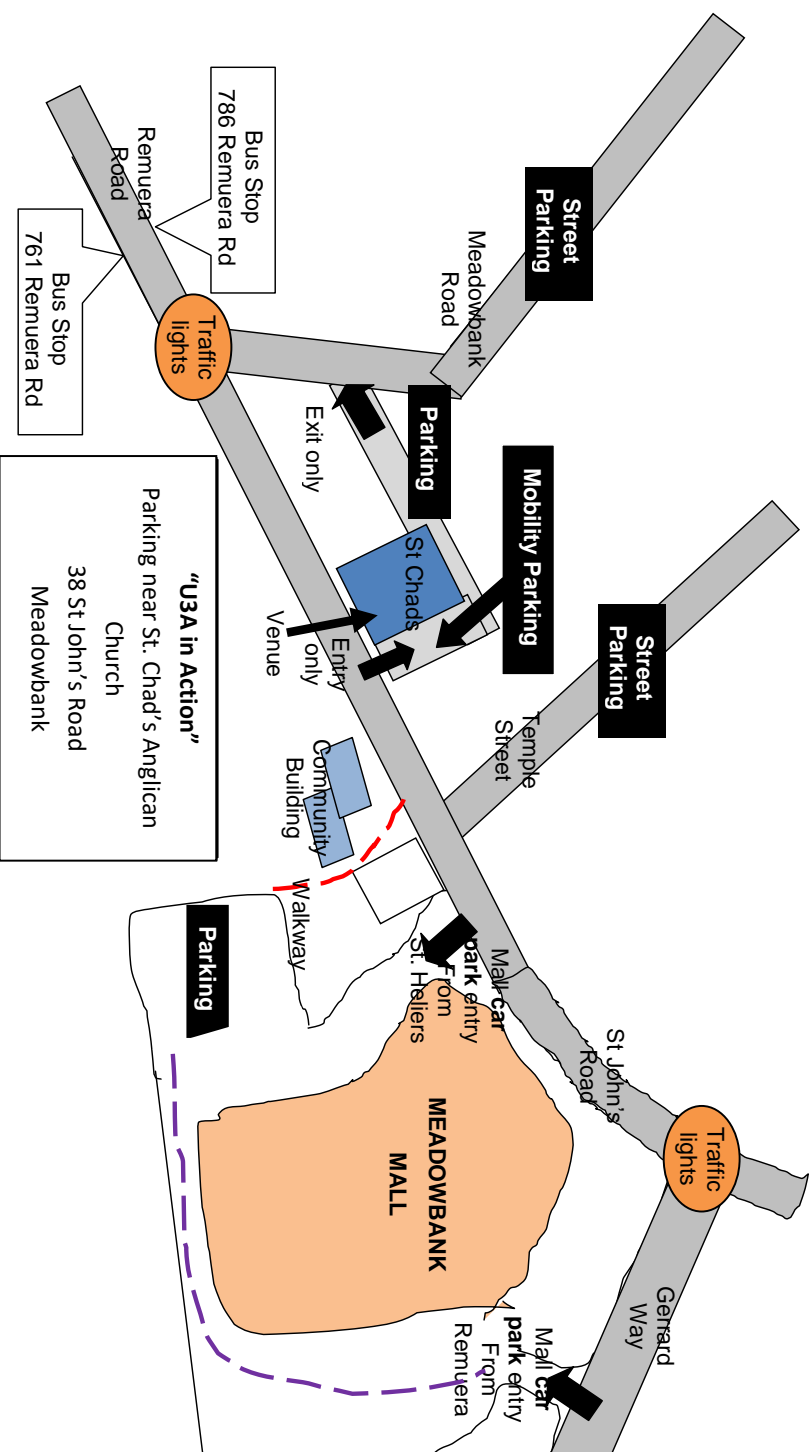 Street
Parking
Meadowbank
Road
Bus Stop
786 Remuera Rd
Remuera
Road
Bus Stop
761 Remuera Rd
Traffic
lights
Parking
Exit only
Mobility Parking
St Chads
Entry
only
Venue
Street
Parking
Temple
Street
Community
Building
Walkway
Parking
Mall car
park entry
From
St. Heliers
St John's
Road
Traffic
lights
MEADOWBANK
MALL
Gerrard
Way
Mall car
park entry
From
Remuera
“U3A in Action”
Parking near St. Chad’s Anglican
Church
38 St John’s Road
Meadowbank